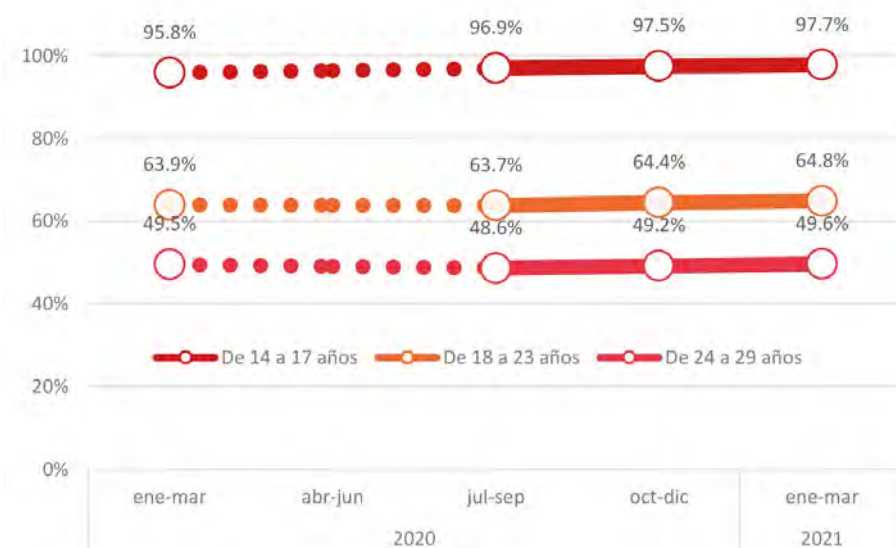 95.8% 96.9% 97.5% 97.7%
100%
80%
63.9% 63.7% 64.4% 64.8%
60%
49.5% 48.6% 49.2% 49.6%
40%
De 14 a 17 años De 18 a 23 años De 24 a 29 años
20%
0%
ene-mar abr-jun jul-sep oct-dic ene-mar
2020 2021